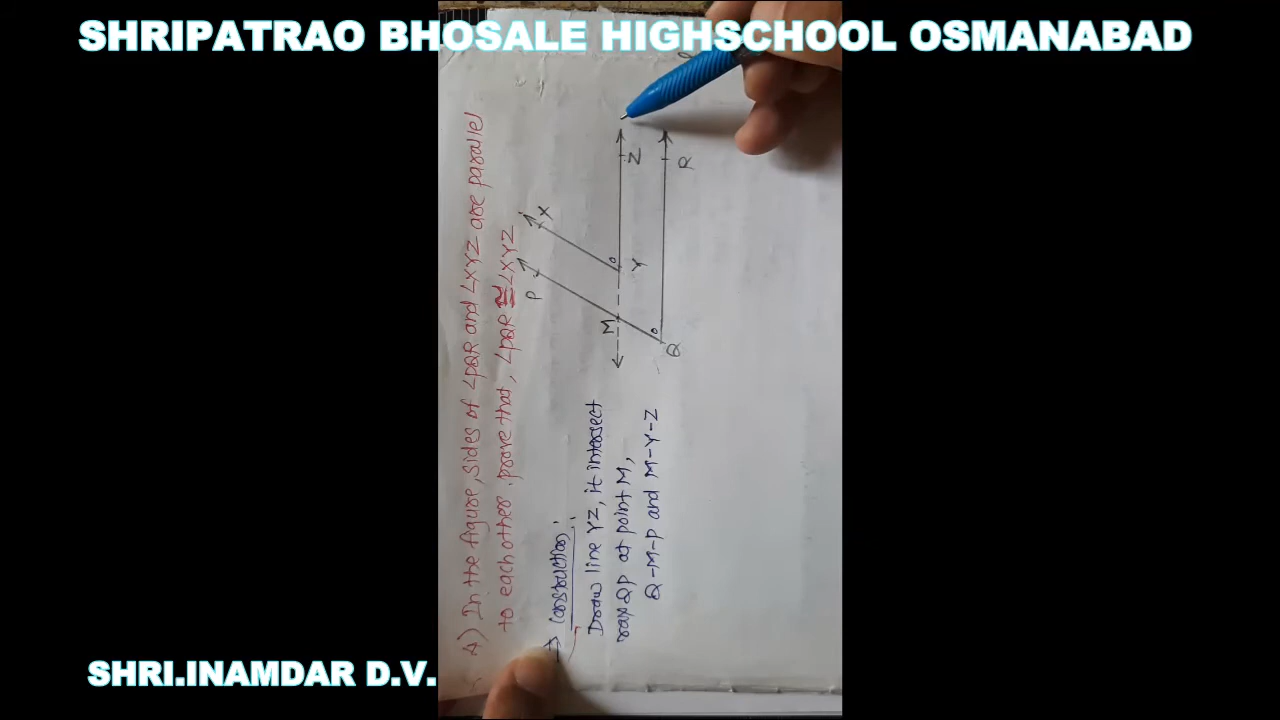 SHRIPATRAO BHOSALE HIGHSCHOOL OSMANABAD
4) In the figure, sides of ∠PQR and ∠XYZ are parallel
to each other. prove that, ∠PQR ≅ ∠XYZ
→ construction:
Draw line YZ, it intersect
ray QP at point M,
Q-M-P and M-Y-Z
P
X
M
Y
Z
Q
R
SHRI.INAMDAR D.V.